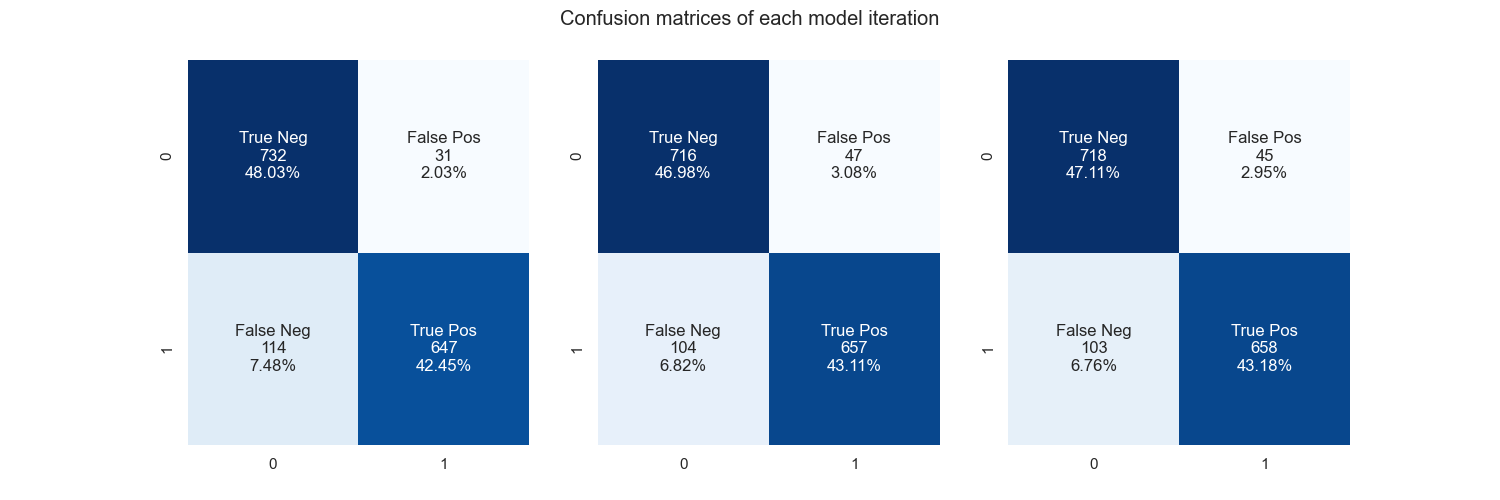 Confusion matrices of each model iteration
0
True Neg
732
48.03%
False Pos
31
2.03%
1
False Neg
114
7.48%
True Pos
647
42.45%
0
1
0
True Neg
716
46.98%
False Pos
47
3.08%
1
False Neg
104
6.82%
True Pos
657
43.11%
0
1
0
True Neg
718
47.11%
False Pos
45
2.95%
1
False Neg
103
6.76%
True Pos
658
43.18%
0
1